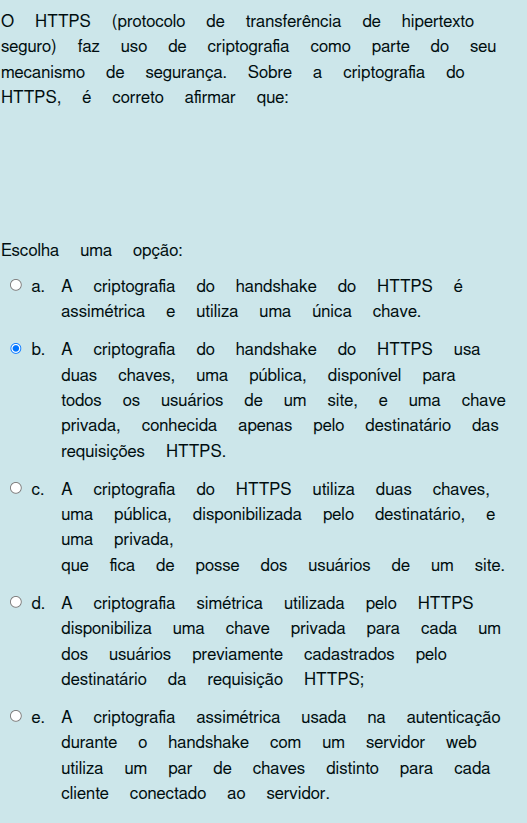 O HTTPS (protocolo de transferência de hipertexto
seguro) faz uso de criptografia como parte do seu
mecanismo de segurança. Sobre a criptografia do
HTTPS, é correto afirmar que:
Escolha uma opção:
a. A criptografia do handshake do HTTPS é
assimétrica e utiliza uma única chave.
b. A criptografia do handshake do HTTPS usa
duas chaves, uma pública, disponível para
todos os usuários de um site, e uma chave
privada, conhecida apenas pelo destinatário das
requisições HTTPS.
c. A criptografia do HTTPS utiliza duas chaves,
uma pública, disponibilizada pelo destinatário, e
uma privada,
que fica de posse dos usuários de um site.
d. A criptografia simétrica utilizada pelo HTTPS
disponibiliza uma chave privada para cada um
dos usuários previamente cadastrados pelo
destinatário da requisição HTTPS;
e. A criptografia assimétrica usada na autenticação
durante o handshake com um servidor web
utiliza um par de chaves distinto para cada
cliente conectado ao servidor.